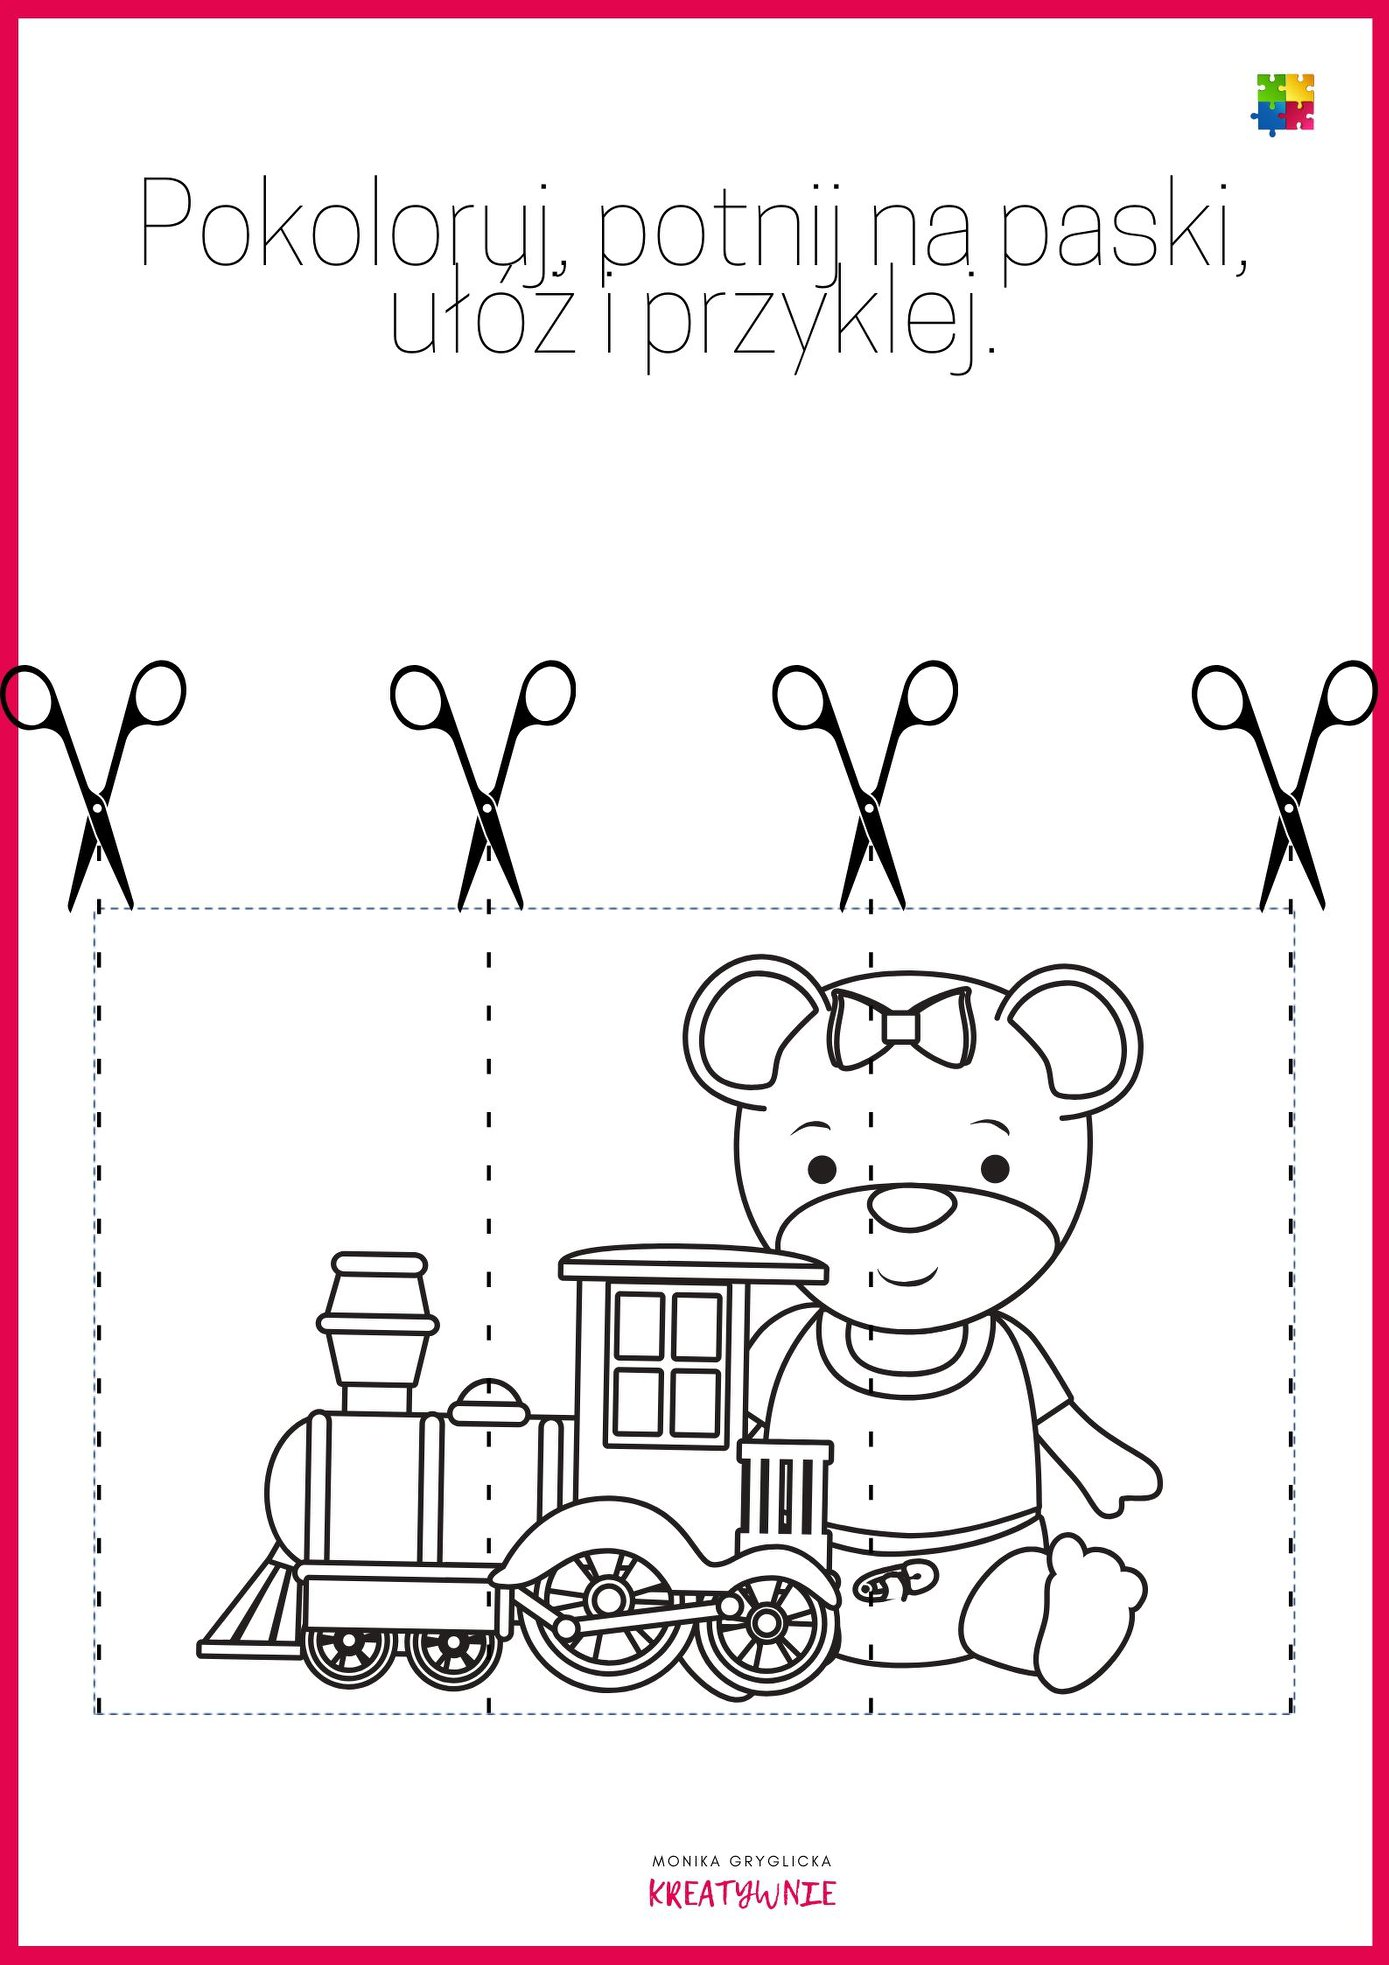 Pokoloruj, potnij na paski,
ułóż i przyklej.
MONIKA GRYGLICKA
KREATYWNIE